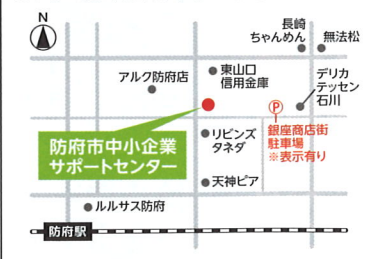 N
長崎
ちゃんめん
無法松
アルク防府店
東山口
信用金庫
デリカ
テッセン
石川
P
銀座商店街
駐車場
※表示有り
防府市中小企業
サポートセンター
リビンズ
タネダ
天神ピア
ルルサス防府
防府駅